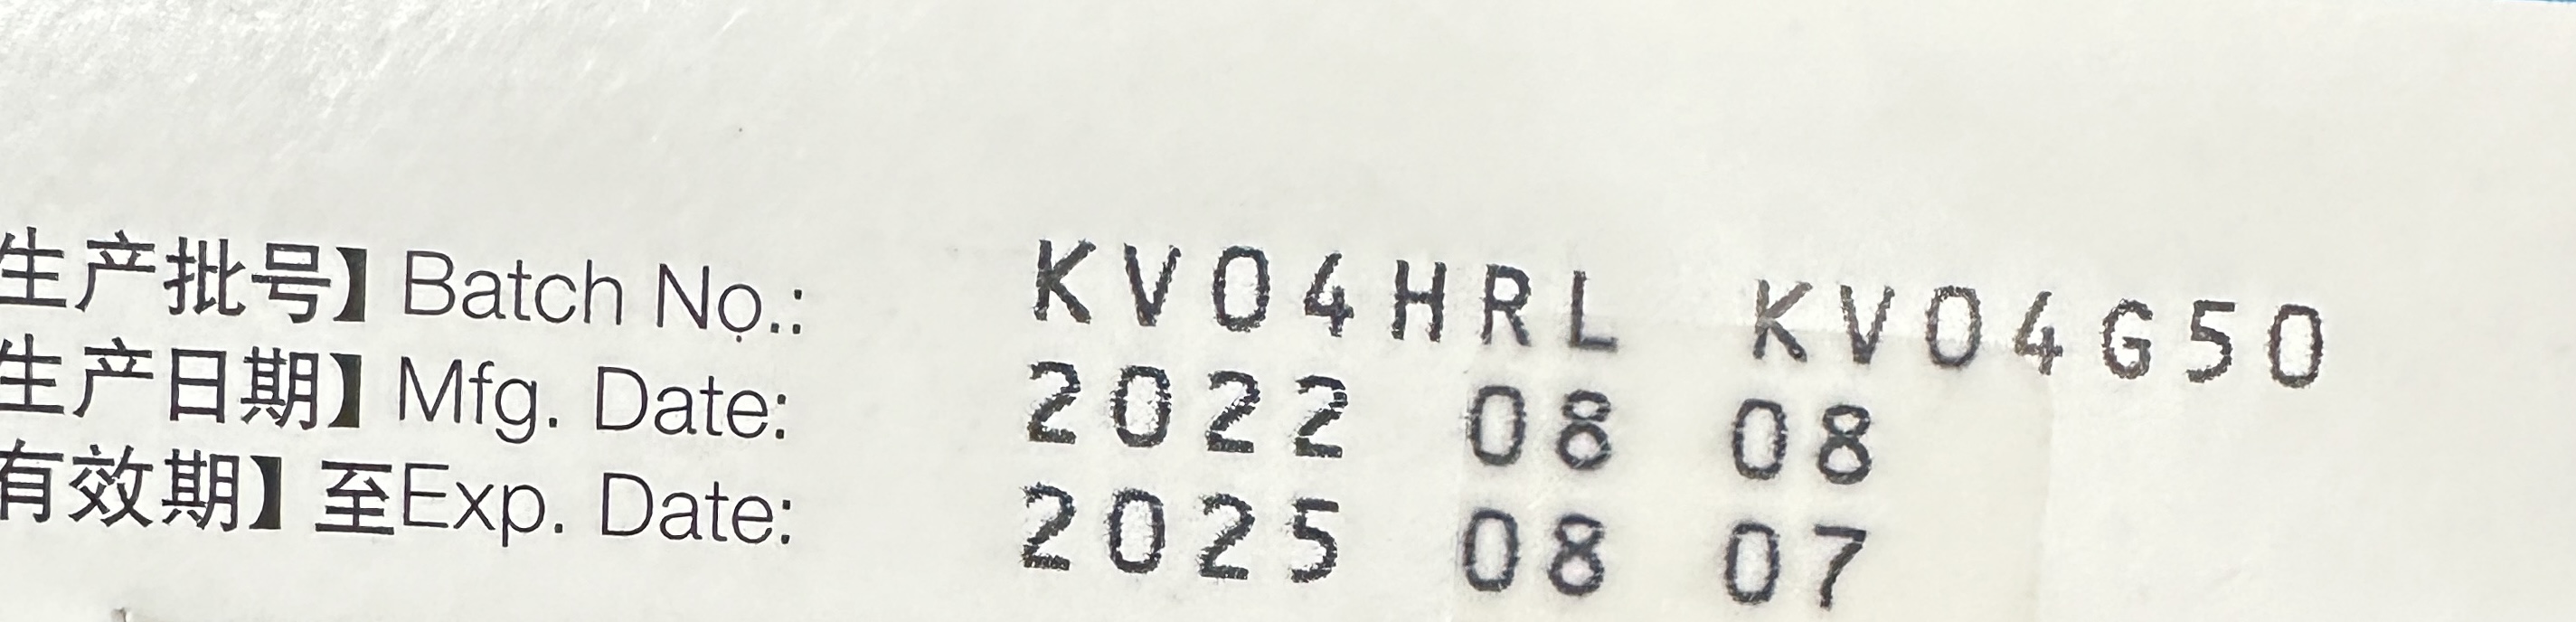 生产批号】Batch No.: KV04HRL KV04G50
生产日期】Mfg. Date: 2022 08 08
有效期】至Exp. Date: 2025 08 07